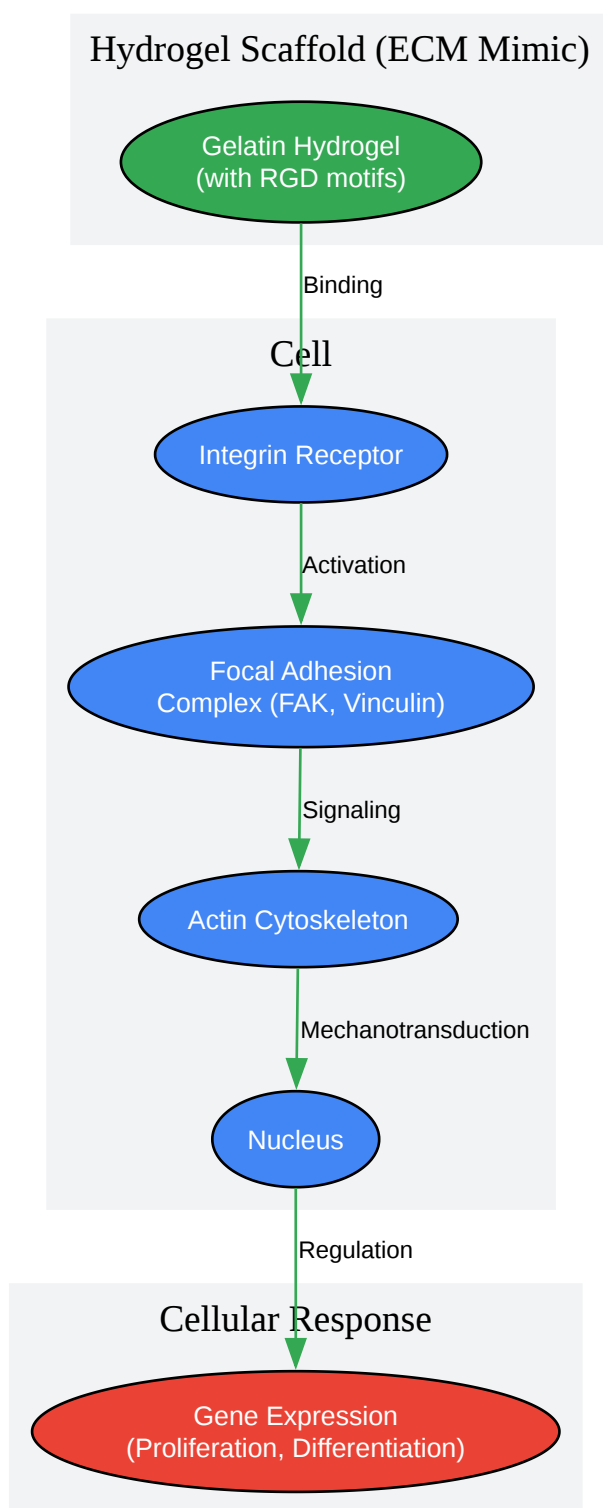 Hydrogel Scaffold (ECM Mimic)
Gelatin Hydrogel
(with RGD motifs)
Binding
Cell
Integrin Receptor
Activation
Focal Adhesion
Complex (FAK, Vinculin)
Signaling
Actin Cytoskeleton
Mechanotransduction
Nucleus
Regulation
Cellular Response
Gene Expression
(Proliferation, Differentiation)